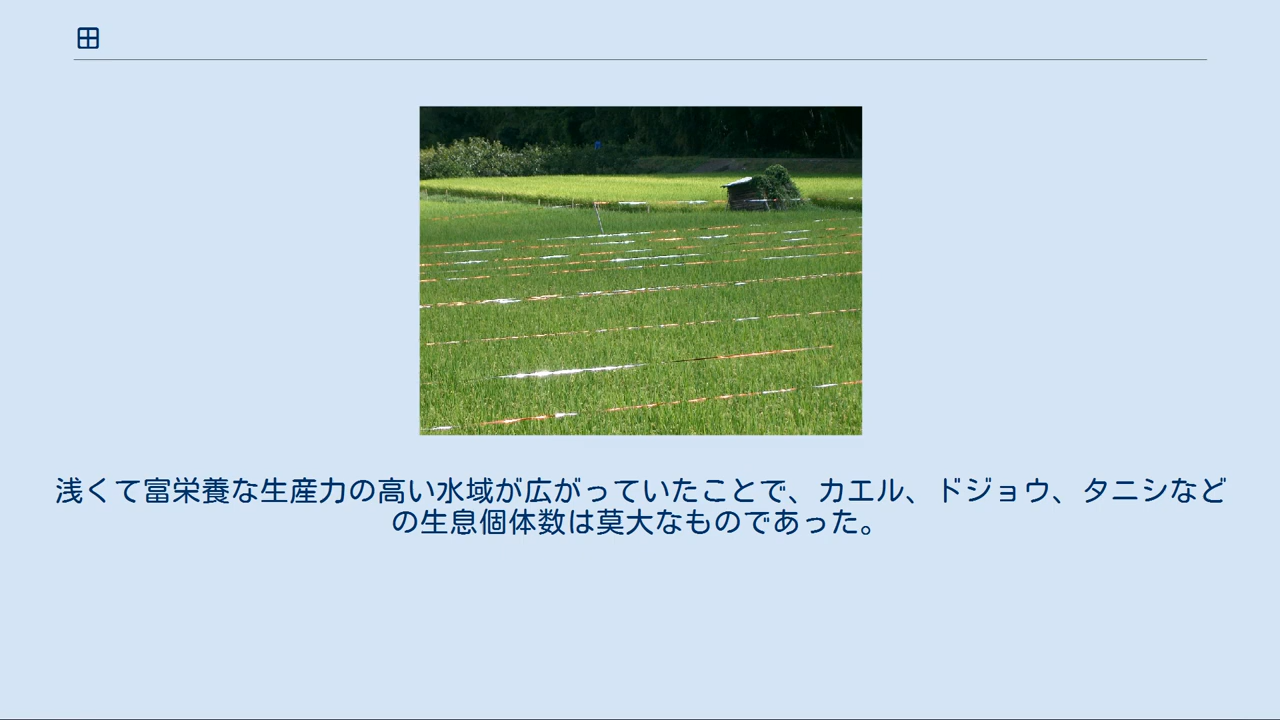 田
浅くて富栄養な生産力の高い水域が広がっていたことで、カエル、ドジョウ、タニシなど
の生息個体数は莫大なものであった。